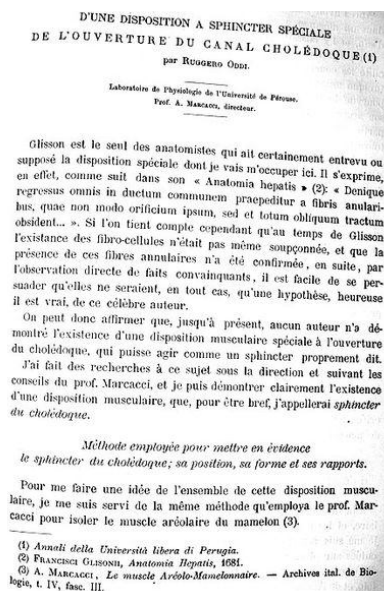 D'UNE DISPOSITION A SPHINCTER SPÉCIALE
DE L'OUVERTURE DU CANAL CHOLÉDOQUE (1)
par RUGGERO ODDI.
Laboratoire de Physiologie de l'Université de Pérouse.
Prof. A. MARCACCI, directeur.
Glisson est le seul des anatomistes qui ait certainement entrevu ou
supposé la disposition spéciale dont je vais m'occuper ici. Il s'exprime,
en effet, comme suit dans son « Anatomia hepatis » (2): « Denique
regressus omnis in ductum communem praepeditur a fibris anulari-
bus, quae non modo orificium ipsum, sed et totum obliquum tractum
obsident... ». Si l'on tient compte cependant qu'au temps de Glisson
l'existance des fibro-cellules n'était pas même soupçonnée, et que la
présence de ces fibres annulaires n'a été confirmée, en suite, par
l'observation directe de faits convainquants, il est facile de se per-
suader qu'elles ne seraient, en tout cas, qu'une hypothèse, heureuse
il est vrai, de ce célèbre auteur.
On peut donc affirmer que, jusqu'à présent, aucun auteur n'a dé-
montré l'existence d'une disposition musculaire spéciale à l'ouverture
du cholédoque, qui puisse agir comme un sphincter proprement dit.
J'ai fait des recherches à ce sujet sous la direction et suivant les
conseils du prof. Marcacci, et je puis démontrer clairement l'existence
d'une disposition musculaire, que, pour être bref, j'appellerai sphincter
du cholédoque.
Méthode employée pour mettre en évidence
le sphincter du cholédoque; sa position, sa forme et ses rapports.
Pour me faire une idée de l'ensemble de cette disposition muscu-
laire, je me suis servi de la même méthode qu'employa le prof. Mar-
cacci pour isoler le muscle aréolaire du mamelon (3).
(1) Annali della Università libera di Perugia.
(2) FRANCISCI GLISONII, Anatomia Hepatis, 1681.
(3) A. MARCACCI, Le muscle Aréolo-Mamelonnaire. — Archives ital. de Bio-
logie, t. IV, fasc. III.